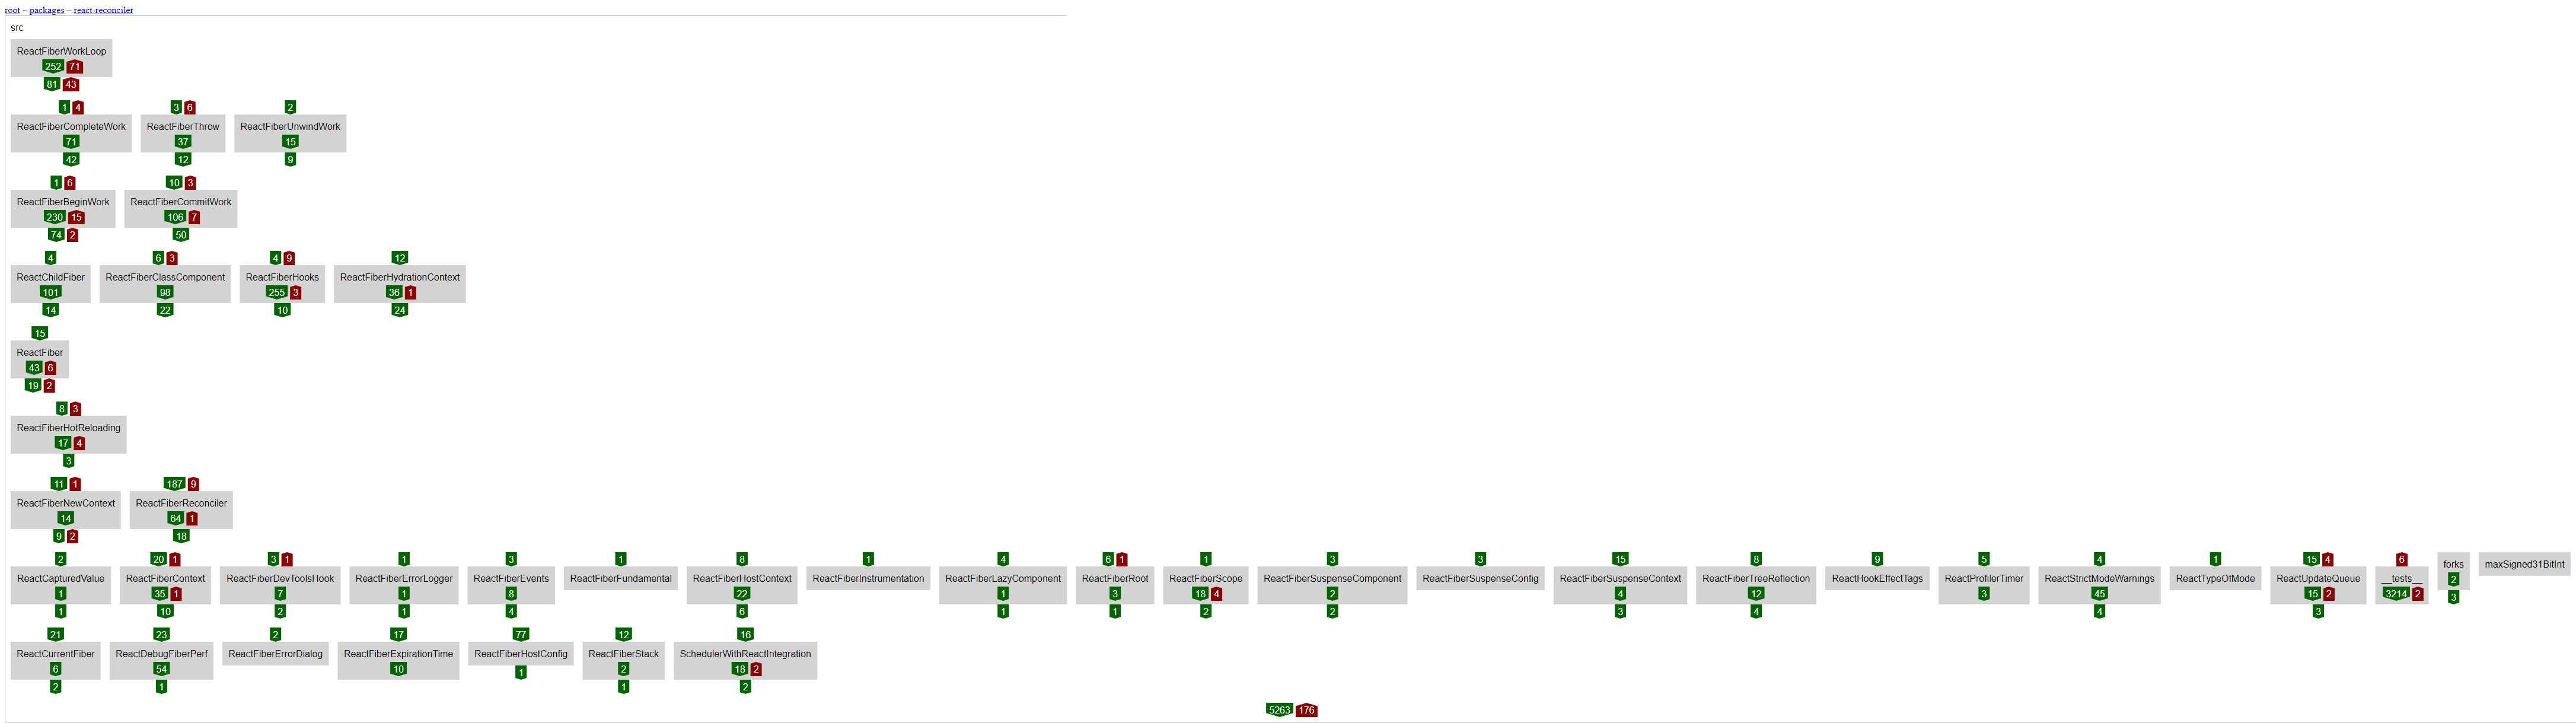 root – packages – react-reconciler
src
ReactFiberWorkLoop
252 71
81 43
1 4 3 6 2
ReactFiberCompleteWork ReactFiberThrow ReactFiberUnwindWork
71 37 15
42 12 9
1 6 10 3
ReactFiberBeginWork ReactFiberCommitWork
230 15 106 7
74 2 50
4 6 3 4 9 12
ReactChildFiber ReactFiberClassComponent ReactFiberHooks ReactFiberHydrationContext
101 98 255 3 36 1
14 22 10 24
15
ReactFiber
43 6
19 2
8 3
ReactFiberHotReloading
17 4
3
11 1 187 9
ReactFiberNewContext ReactFiberReconciler
14 64 1
9 2 18
2 20 1 3 1 1 3 1 8 1 4 6 1 1 3 3 15 8 9 5 4 1 15 4 6
ReactCapturedValue ReactFiberContext ReactFiberDevToolsHook ReactFiberErrorLogger ReactFiberEvents ReactFiberFundamental ReactFiberHostContext ReactFiberInstrumentation ReactFiberLazyComponent ReactFiberRoot ReactFiberScope ReactFiberSuspenseComponent ReactFiberSuspenseConfig ReactFiberSuspenseContext ReactFiberTreeReflection ReactHookEffectTags ReactProfilerTimer ReactStrictModeWarnings ReactTypeOfMode ReactUpdateQueue __tests__ forks maxSigned31BitInt
1 35 1 7 1 8 22 1 3 18 4 2 4 12 3 45 15 2 3214 2 2
1 10 2 1 4 6 1 1 2 2 3 4 4 3 3
21 23 2 17 77 12 16
ReactCurrentFiber ReactDebugFiberPerf ReactFiberErrorDialog ReactFiberExpirationTime ReactFiberHostConfig ReactFiberStack SchedulerWithReactIntegration
6 54 10 1 2 18 2
2 1 1 2
5263 176